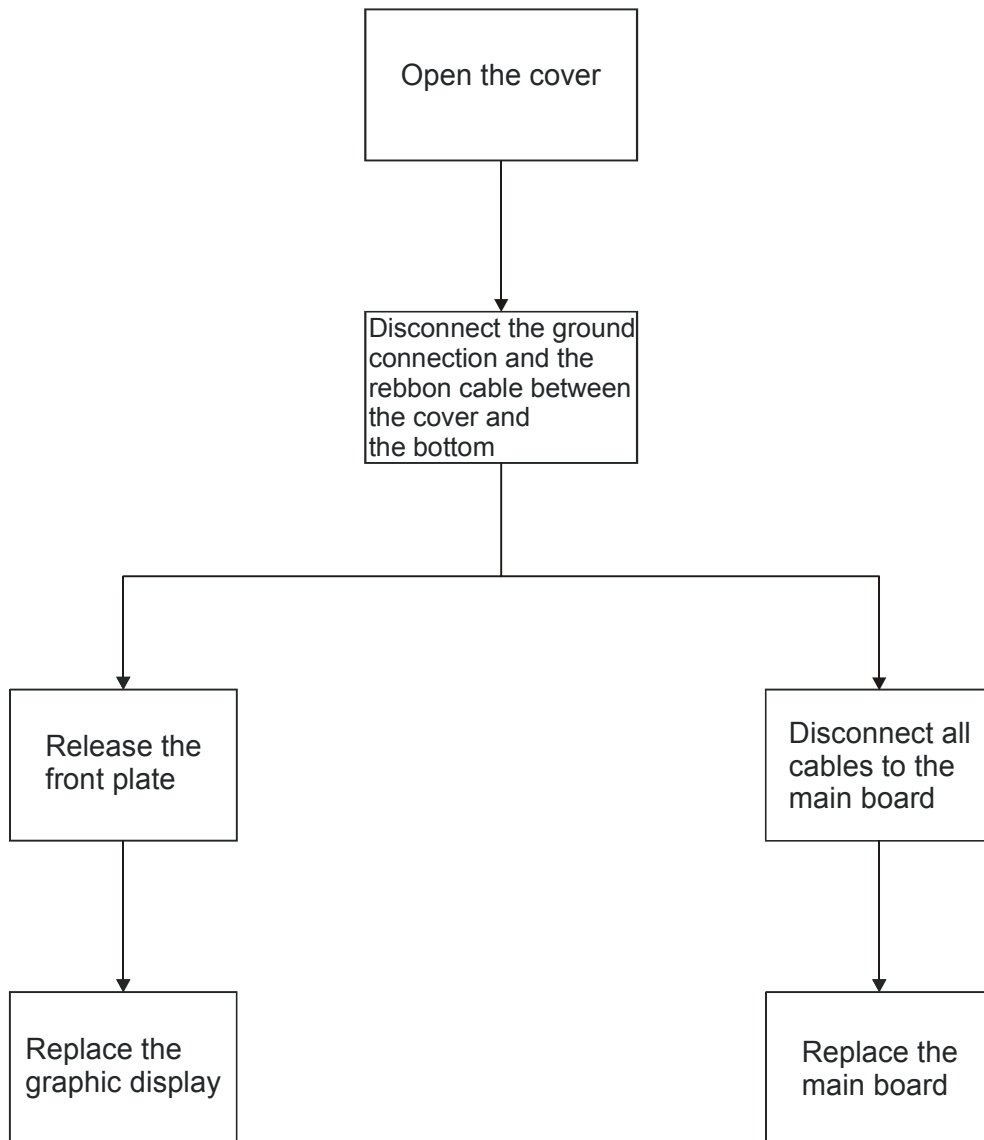 Open the cover
Disconnect the ground
connection and the
rebbon cable between
the cover and
the bottom
Release the
front plate
Disconnect all
cables to the
main board
Replace the
graphic display
Replace the
main board